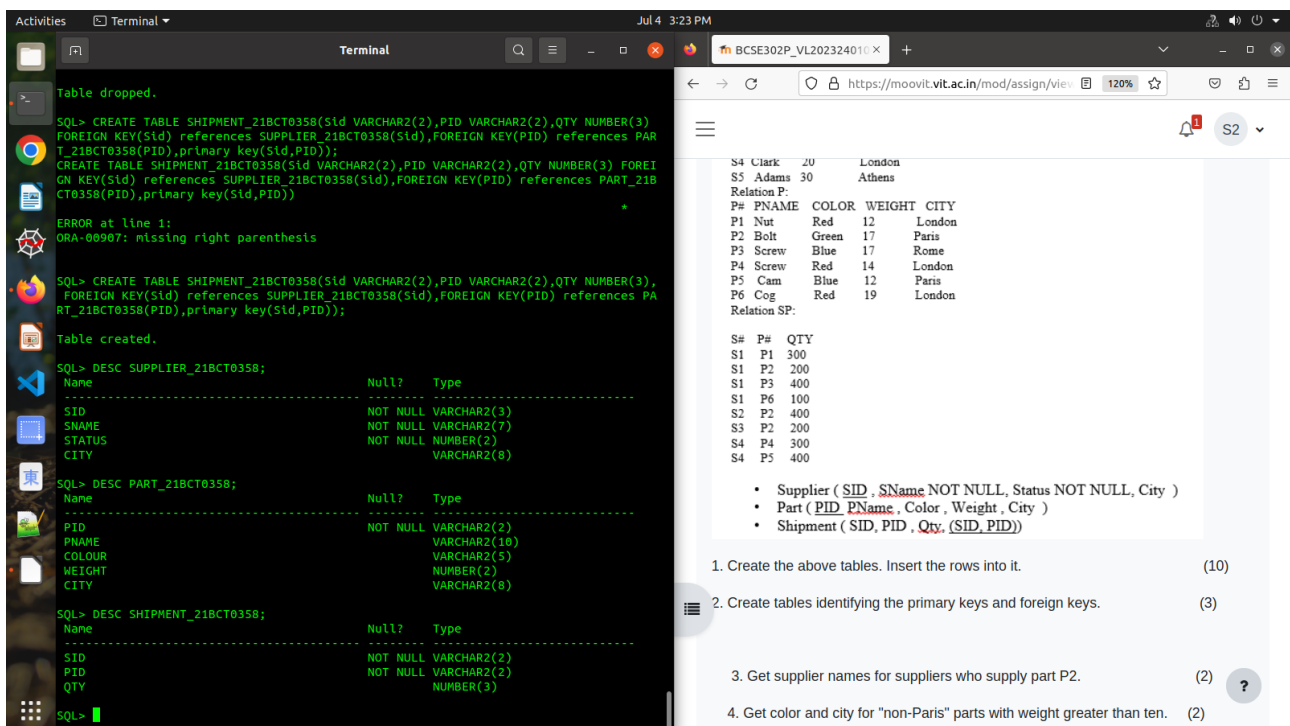 Activities Terminal Jul 4 3:23 PM
Terminal
Table dropped.
SQL> CREATE TABLE SHIPMENT_21BCT0358(Sid VARCHAR2(2),PID VARCHAR2(2),QTY NUMBER(3)
FOREIGN KEY(Sid) references SUPPLIER_21BCT0358(Sid),FOREIGN KEY(PID) references PAR
T_21BCT0358(PID),primary key(Sid,PID));
CREATE TABLE SHIPMENT_21BCT0358(Sid VARCHAR2(2),PID VARCHAR2(2),QTY NUMBER(3) FOREI
GN KEY(Sid) references SUPPLIER_21BCT0358(Sid),FOREIGN KEY(PID) references PART_21B
CT0358(PID),primary key(Sid,PID))
*
ERROR at line 1:
ORA-00907: missing right parenthesis
SQL> CREATE TABLE SHIPMENT_21BCT0358(Sid VARCHAR2(2),PID VARCHAR2(2),QTY NUMBER(3),
FOREIGN KEY(Sid) references SUPPLIER_21BCT0358(Sid),FOREIGN KEY(PID) references PA
RT_21BCT0358(PID),primary key(Sid,PID));
Table created.
SQL> DESC SUPPLIER_21BCT0358;
Name Null? Type
----------------------------------------- -------- ----------------------------
SID NOT NULL VARCHAR2(3)
SNAME NOT NULL VARCHAR2(7)
STATUS NOT NULL NUMBER(2)
CITY VARCHAR2(8)
SQL> DESC PART_21BCT0358;
Name Null? Type
----------------------------------------- -------- ----------------------------
PID NOT NULL VARCHAR2(2)
PNAME VARCHAR2(10)
COLOUR VARCHAR2(5)
WEIGHT NUMBER(2)
CITY VARCHAR2(8)
SQL> DESC SHIPMENT_21BCT0358;
Name Null? Type
----------------------------------------- -------- ----------------------------
SID NOT NULL VARCHAR2(2)
PID NOT NULL VARCHAR2(2)
QTY NUMBER(3)
SQL>
東
BCSE302P_VL20232401
https://moovit.vit.ac.in/mod/assign/view 120%
1 S2
S4 Clark 20 London
S5 Adams 30 Athens
Relation P:
P# PNAME COLOR WEIGHT CITY
P1 Nut Red 12 London
P2 Bolt Green 17 Paris
P3 Screw Blue 17 Rome
P4 Screw Red 14 London
P5 Cam Blue 12 Paris
P6 Cog Red 19 London
Relation SP:
S# P# QTY
S1 P1 300
S1 P2 200
S1 P3 400
S1 P6 100
S2 P2 400
S3 P2 200
S4 P4 300
S4 P5 400
• Supplier ( SID , SName NOT NULL, Status NOT NULL, City )
• Part ( PID PName , Color , Weight , City )
• Shipment ( SID, PID , Qty, (SID, PID))
1. Create the above tables. Insert the rows into it. (10)
2. Create tables identifying the primary keys and foreign keys. (3)
3. Get supplier names for suppliers who supply part P2. (2)
?
4. Get color and city for "non-Paris" parts with weight greater than ten. (2)